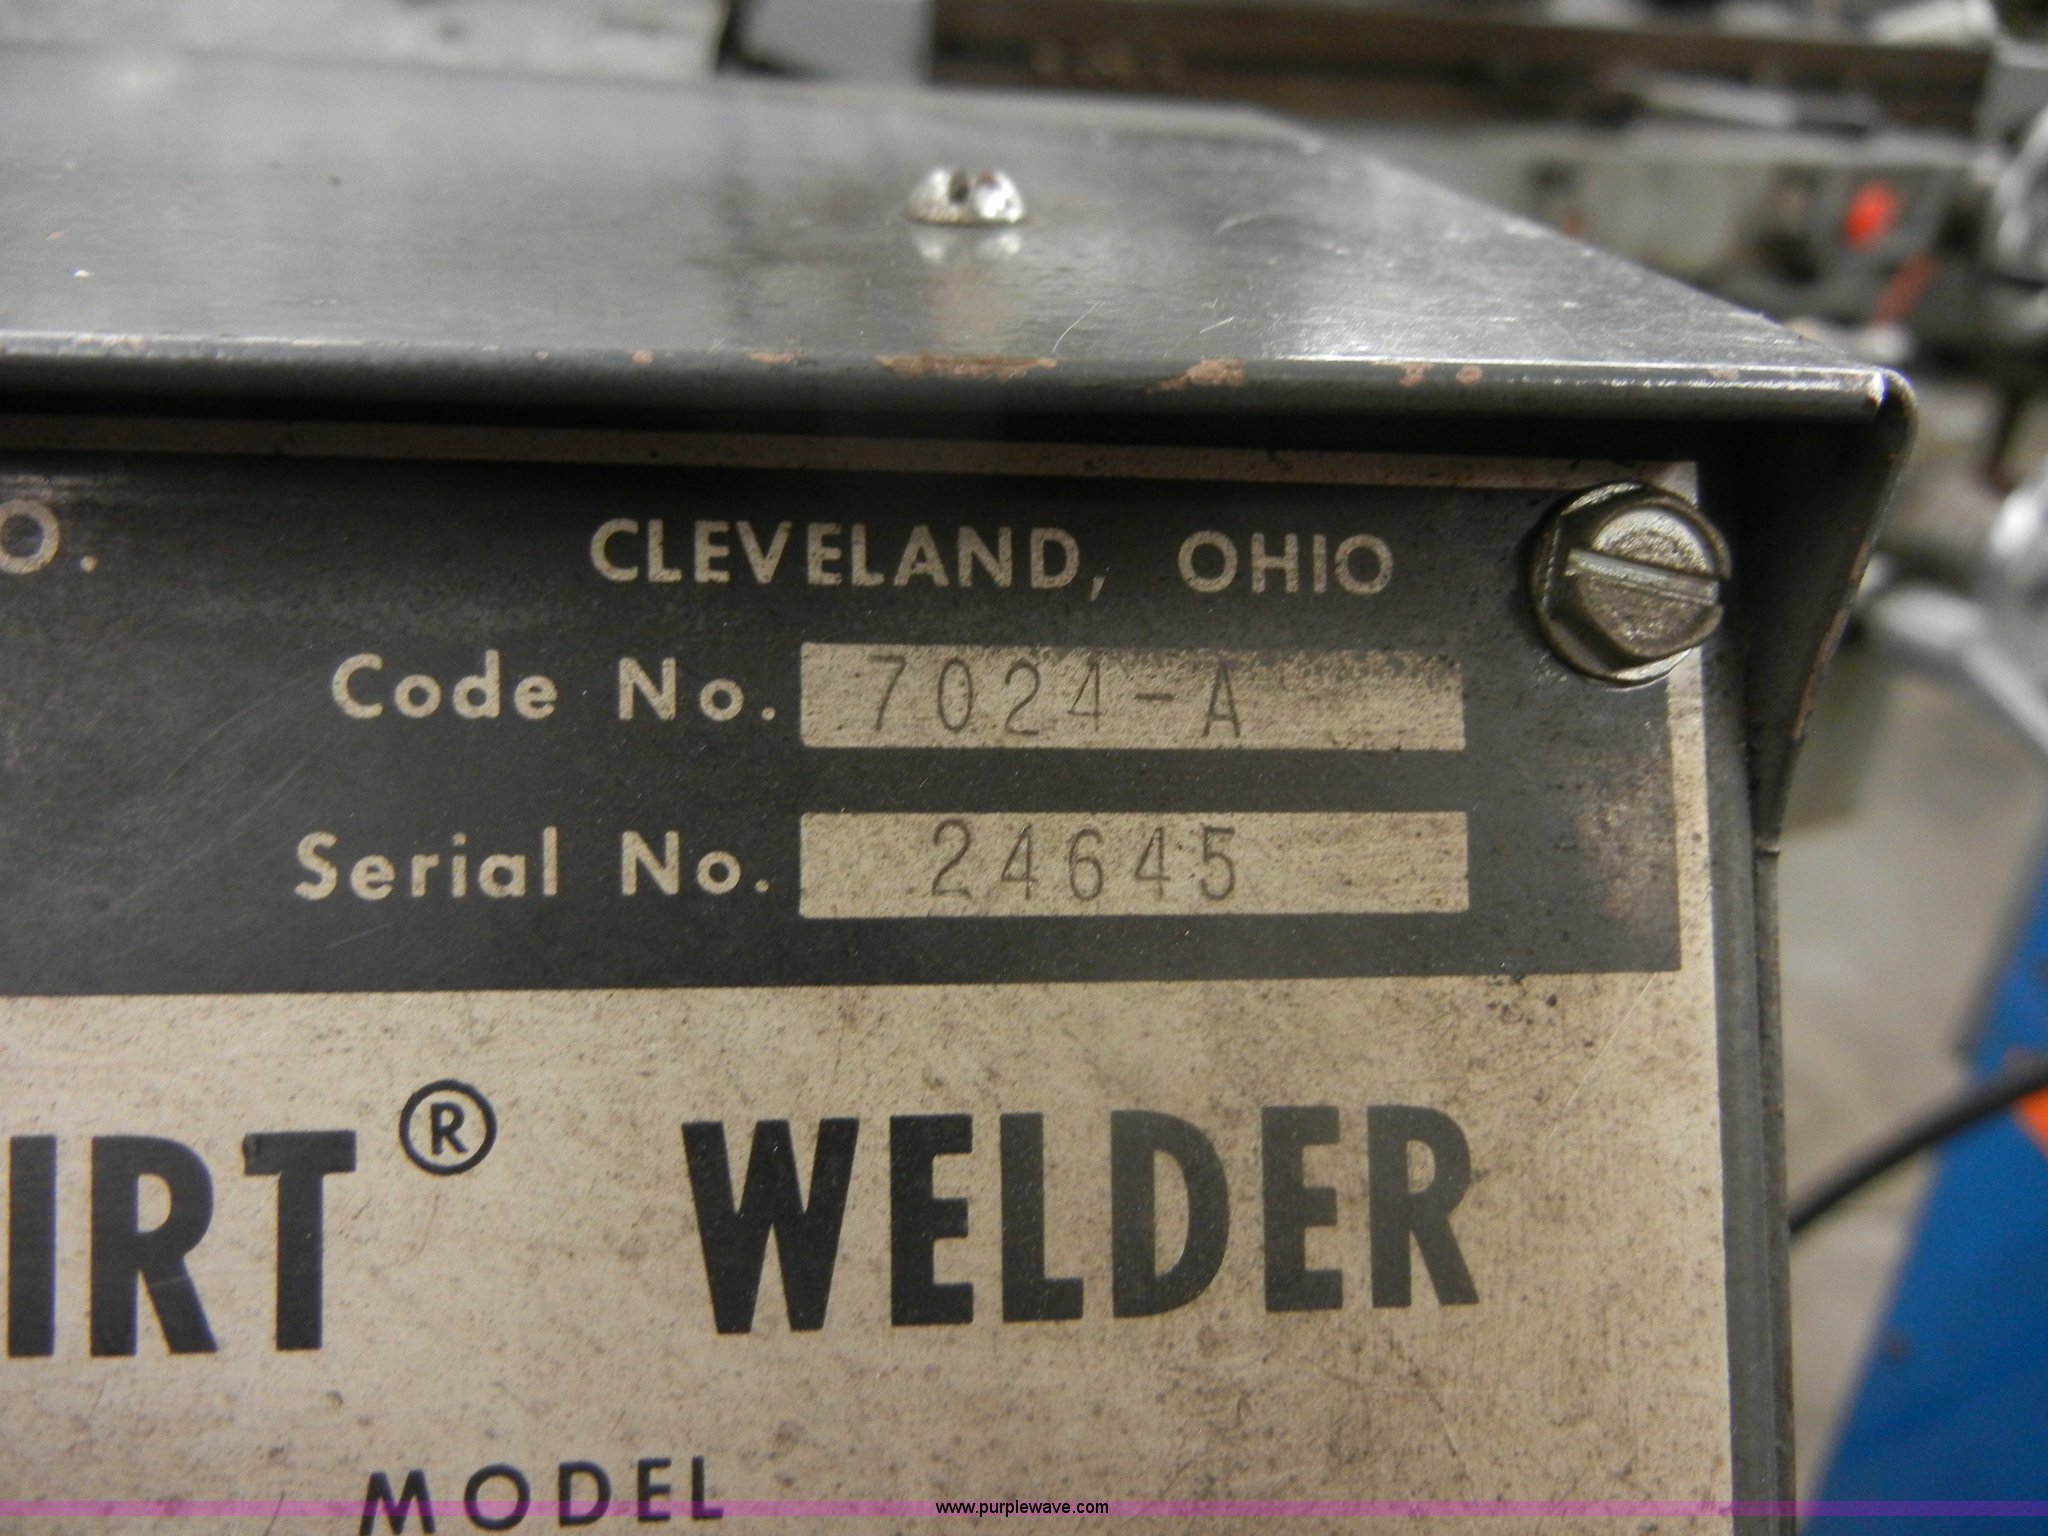 O. CLEVELAND, OHIO
Code No. 7024-A
Serial No. 24645
IRT® WELDER
MODEL
www.purplewave.com